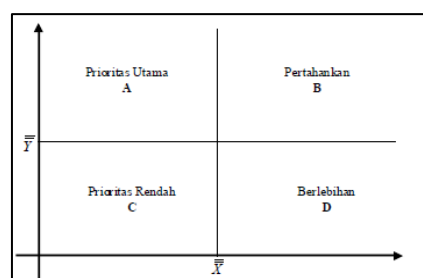 Prioritas Utama
A
Pertahankan
B
Y
Prioritas Rendah
C
Berlebihan
D
X